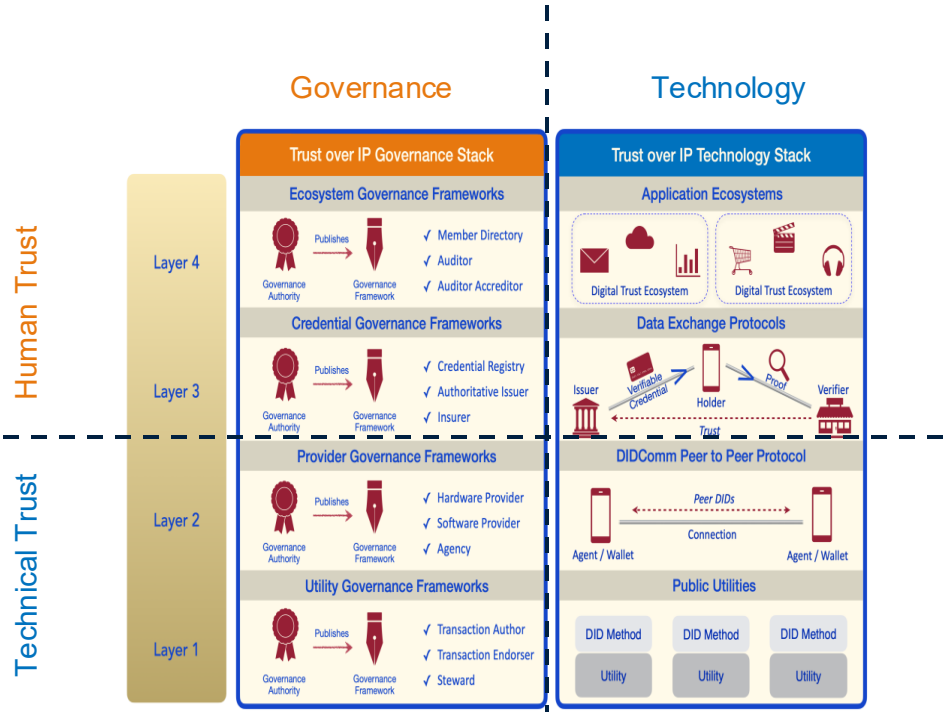 Governance
Technology
Human Trust
Technical Trust
Layer 4
Layer 3
Layer 2
Layer 1
Trust over IP Governance Stack
Ecosystem Governance Frameworks
Publishes
Governance
Authority
Governance
Framework
✓ Member Directory
✓ Auditor
✓ Auditor Accreditor
Credential Governance Frameworks
Publishes
Governance
Authority
Governance
Framework
✓ Credential Registry
✓ Authoritative Issuer
✓ Insurer
Provider Governance Frameworks
Publishes
Governance
Authority
Governance
Framework
✓ Hardware Provider
✓ Software Provider
✓ Agency
Utility Governance Frameworks
Publishes
Governance
Authority
Governance
Framework
✓ Transaction Author
✓ Transaction Endorser
✓ Steward
Trust over IP Technology Stack
Application Ecosystems
Digital Trust Ecosystem
Digital Trust Ecosystem
Data Exchange Protocols
Issuer
Verifiable
Credential
Holder
Proof
Verifier
Trust
DIDComm Peer to Peer Protocol
Peer DIDs
Connection
Agent / Wallet
Agent / Wallet
Public Utilities
DID Method
DID Method
DID Method
Utility
Utility
Utility